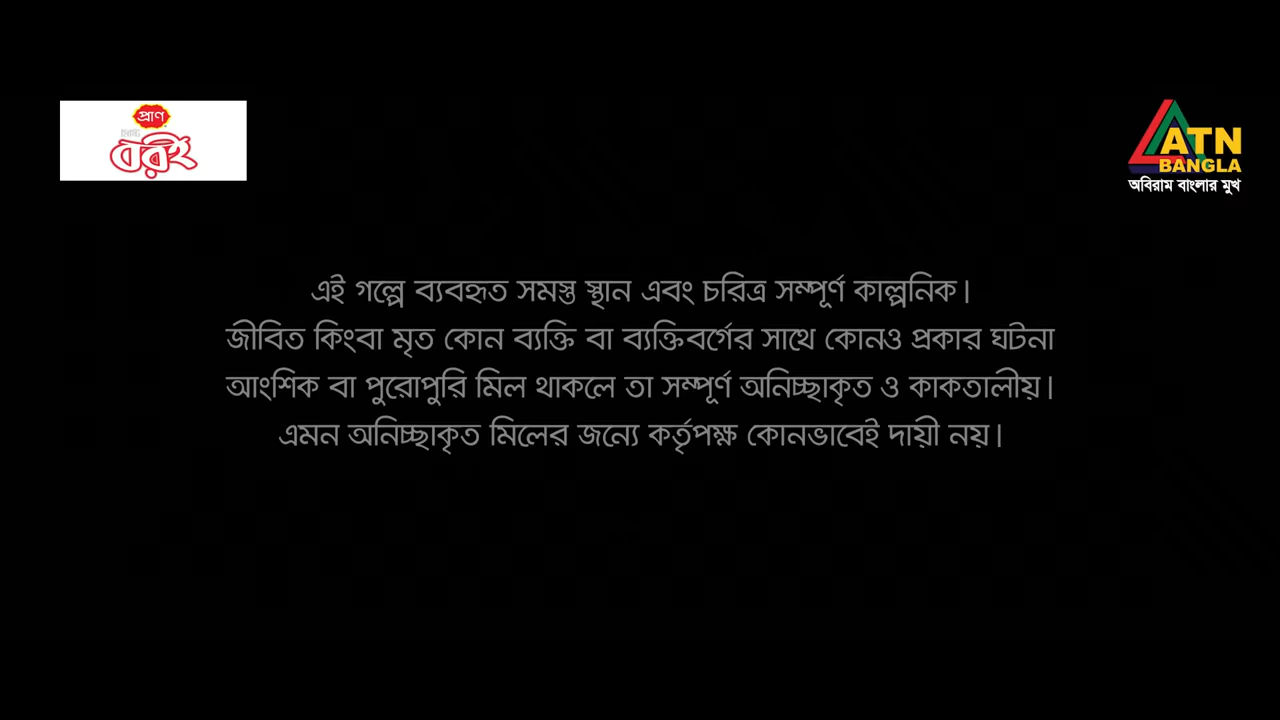 প্রাণ
মিষ্টি
বরই
ATN
BANGLA
অবিরাম বাংলার মুখ
এই গল্পে ব্যবহৃত সমস্ত স্থান এবং চরিত্র সম্পূর্ণ কাল্পনিক।
জীবিত কিংবা মৃত কোন ব্যক্তি বা ব্যক্তিবর্গের সাথে কোনও প্রকার ঘটনা
আংশিক বা পুরোপুরি মিল থাকলে তা সম্পূর্ণ অনিচ্ছাকৃত ও কাকতালীয়।
এমন অনিচ্ছাকৃত মিলের জন্যে কর্তৃপক্ষ কোনভাবেই দায়ী নয়।